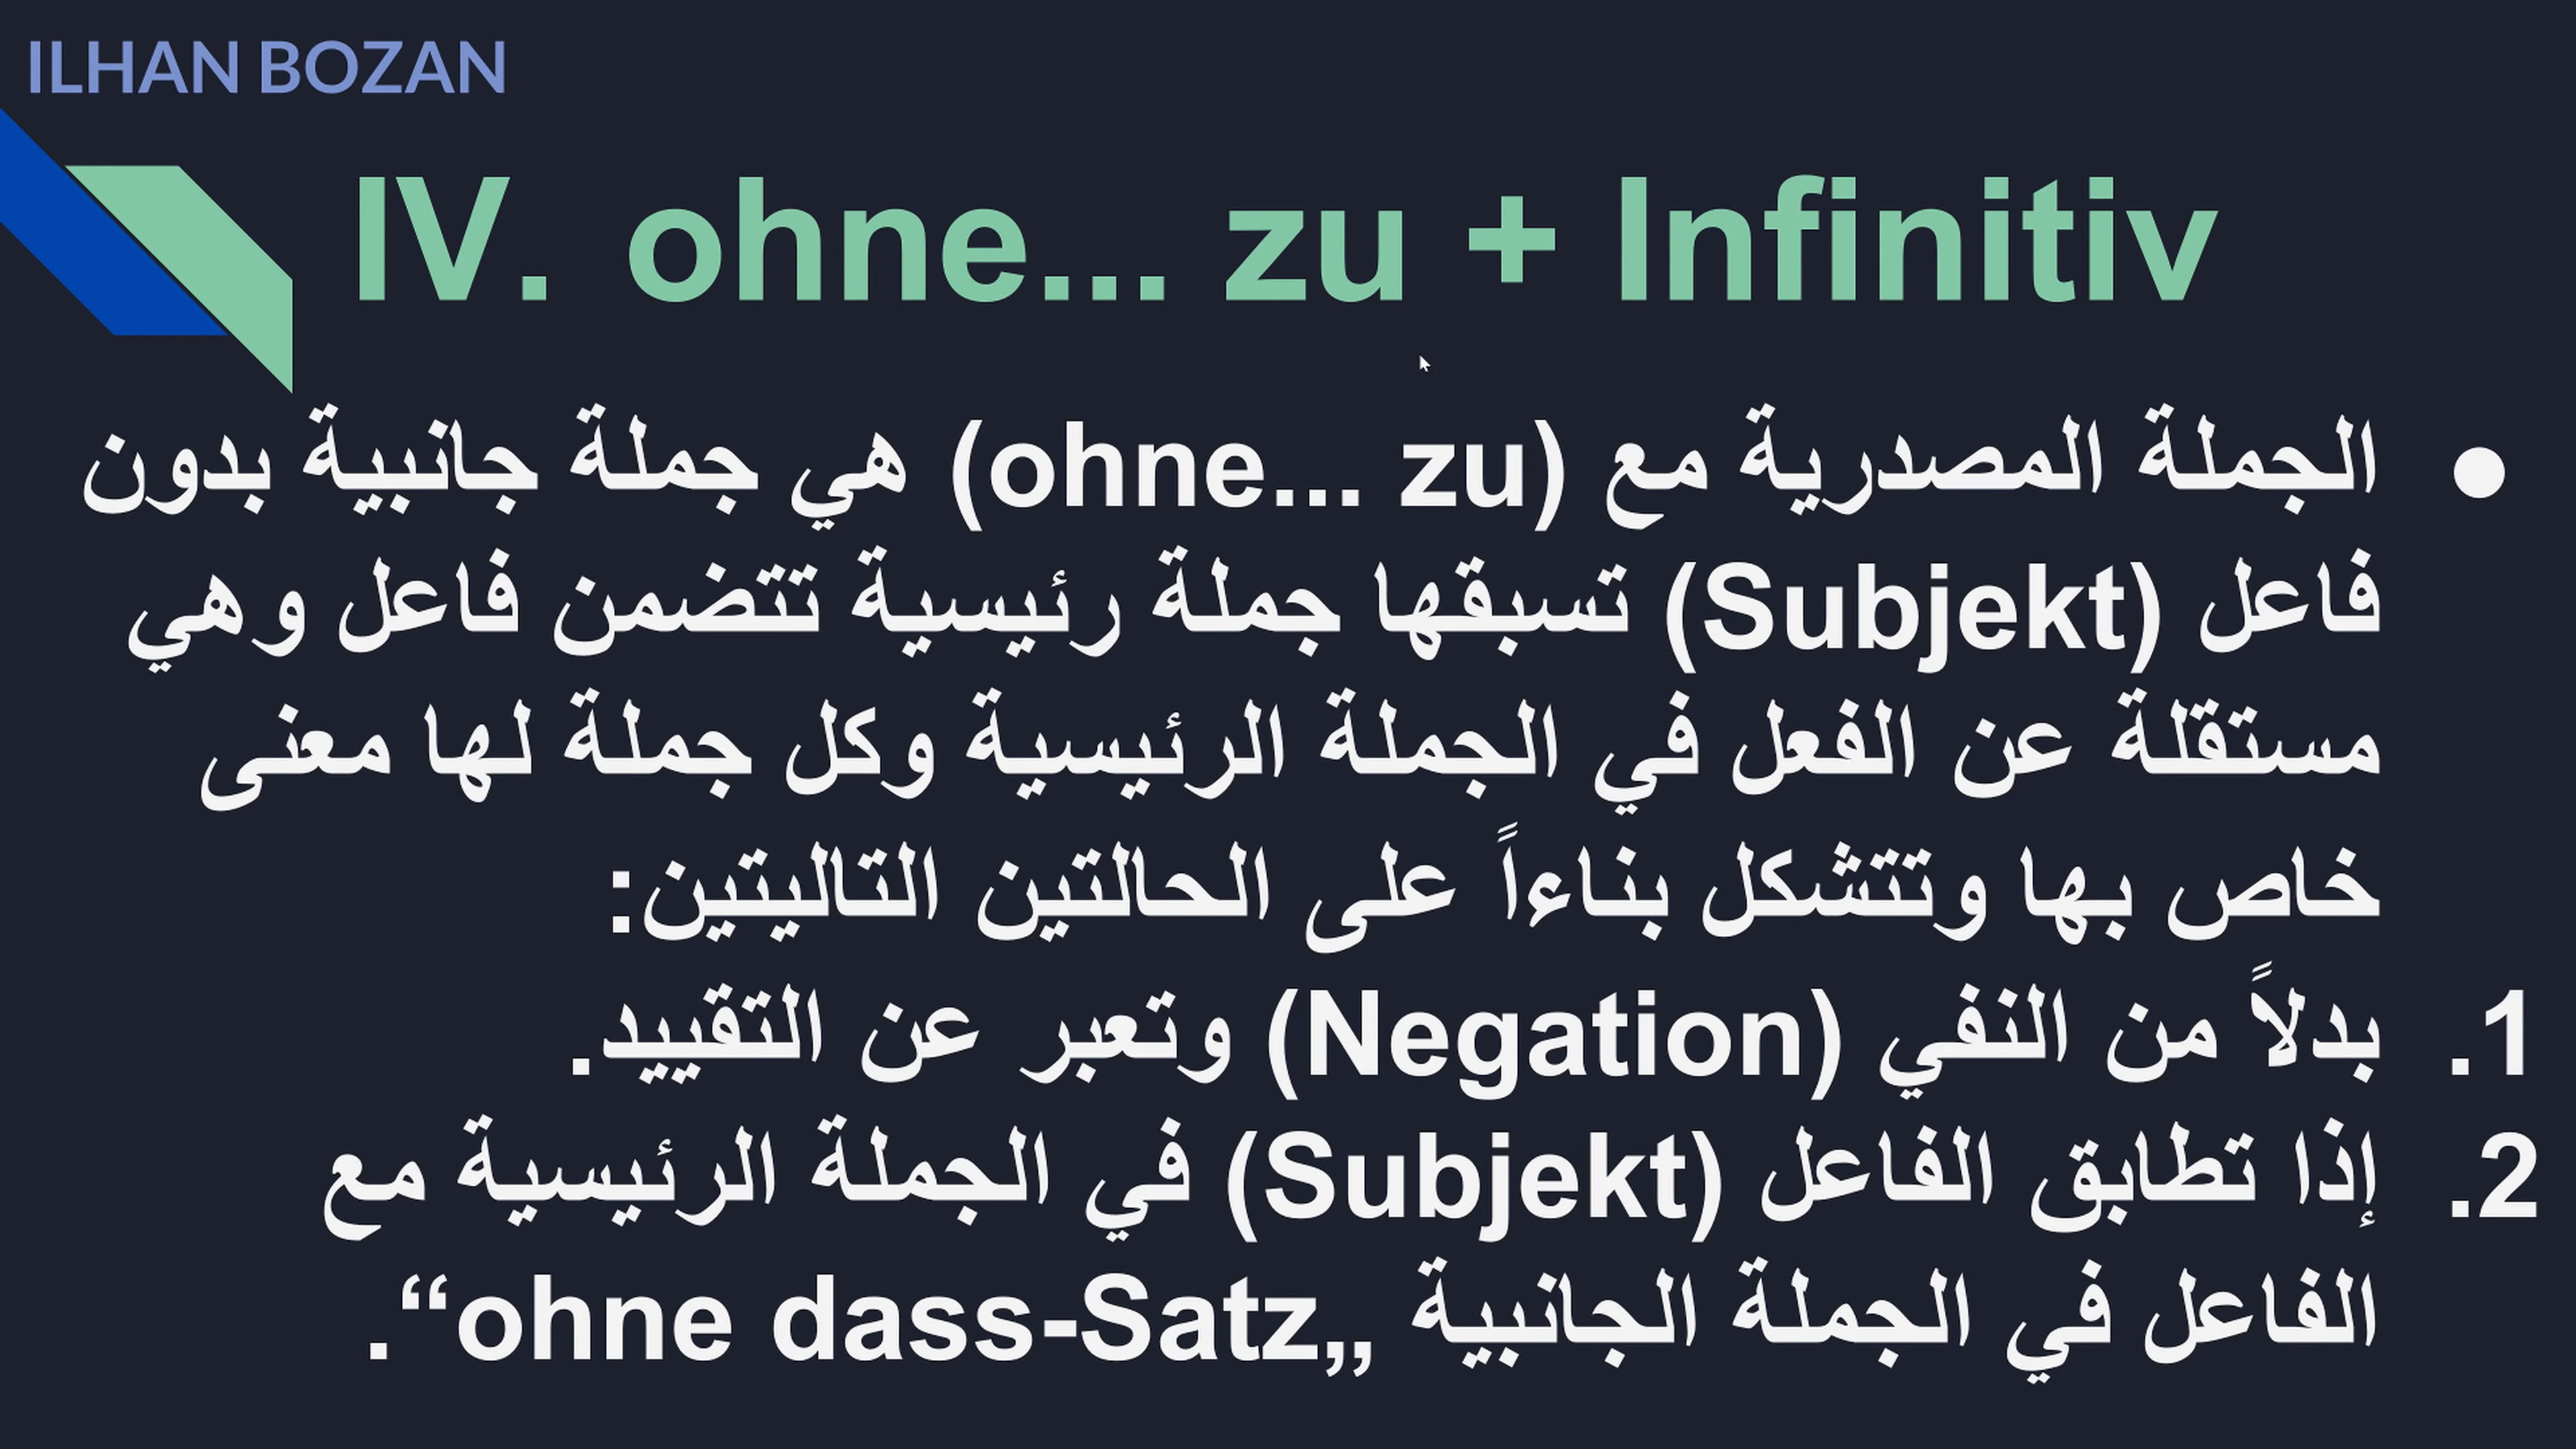 ILHAN BOZAN
IV. ohne... zu + Infinitiv
● الجملة المصدرية مع (ohne... zu) هي جملة جانبية بدون
فاعل (Subjekt) تسبقها جملة رئيسية تتضمن فاعل وهي
مستقلة عن الفعل في الجملة الرئيسية وكل جملة لها معنى
خاص بها وتتشكل بناءاً على الحالتين التاليتين:
1. بدلاً من النفي (Negation) وتعبر عن التقييد.
2. إذا تطابق الفاعل (Subjekt) في الجملة الرئيسية مع
الفاعل في الجملة الجانبية „ohne dass-Satz“.